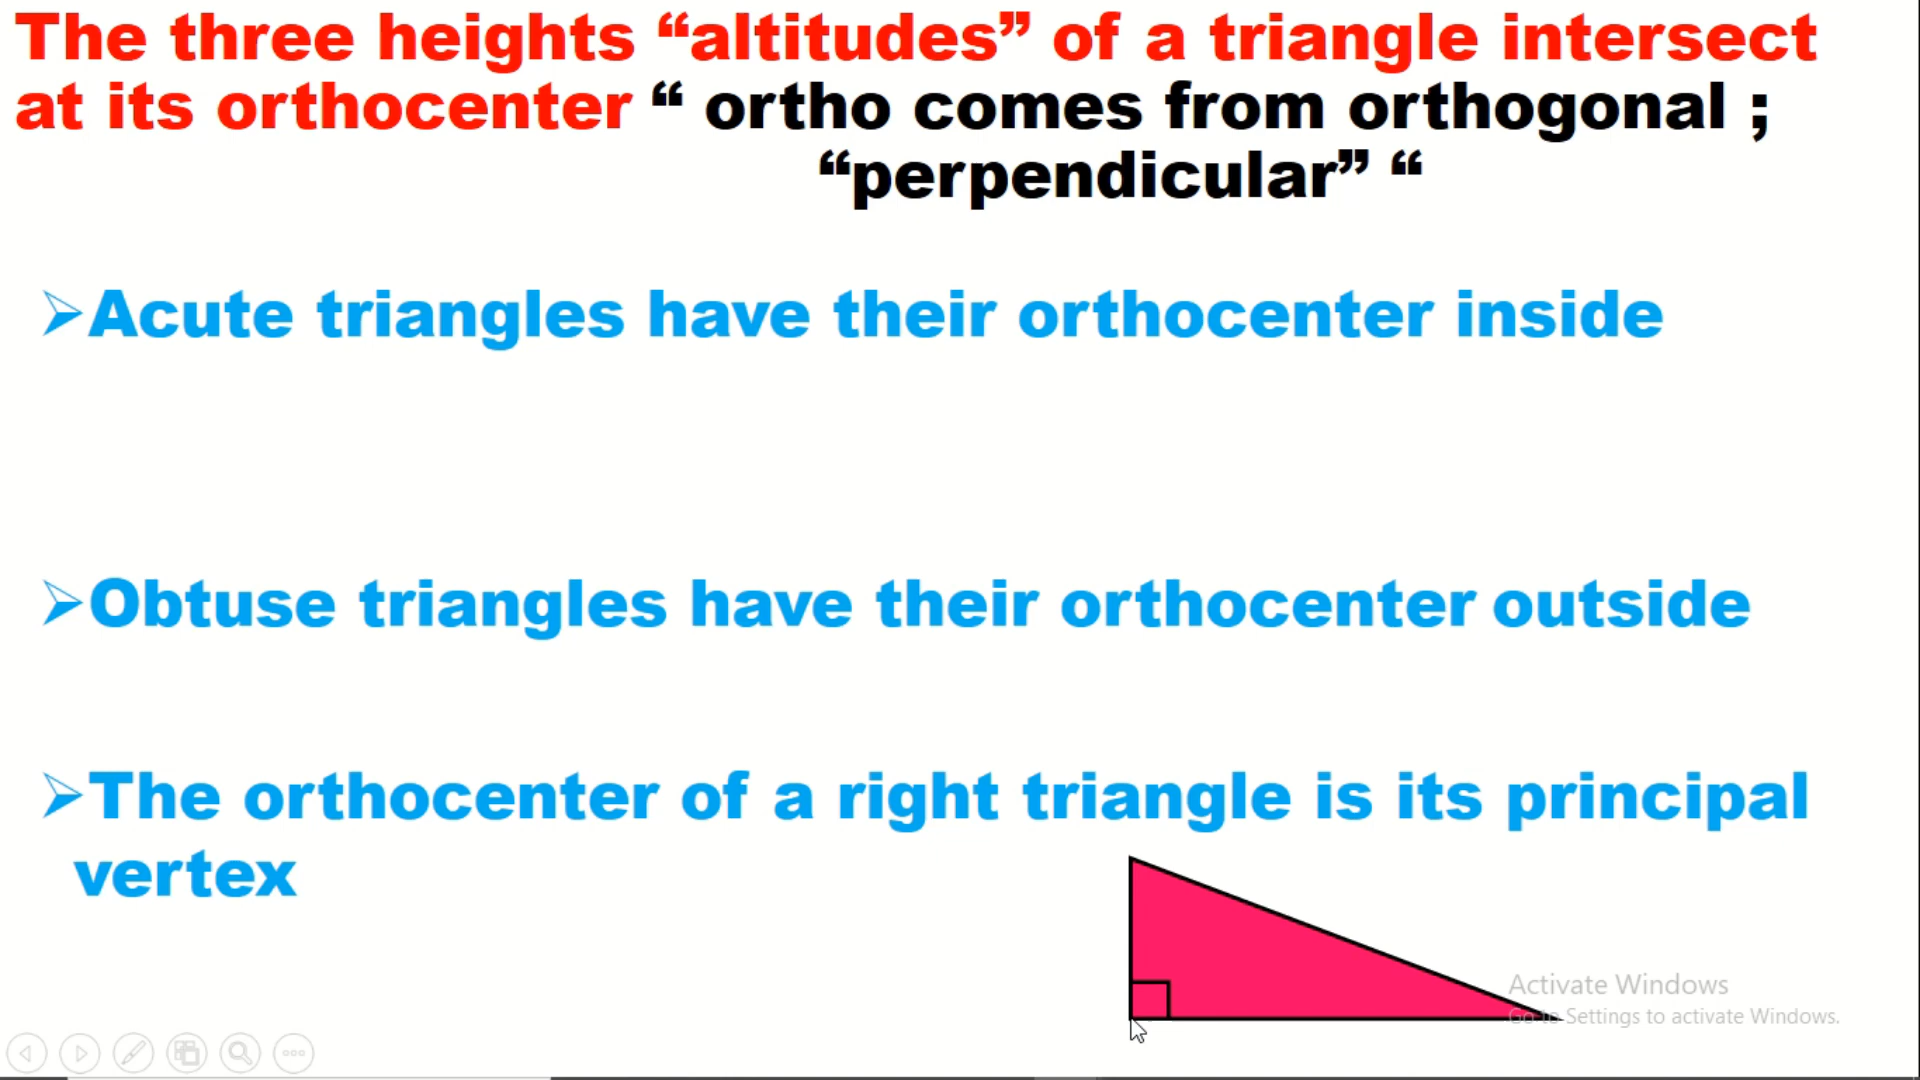 The three heights “altitudes” of a triangle intersect
at its orthocenter “ ortho comes from orthogonal ;
“perpendicular” “
➢Acute triangles have their orthocenter inside
➢Obtuse triangles have their orthocenter outside
➢The orthocenter of a right triangle is its principal
vertex
Activate Windows
Go to Settings to activate Windows.